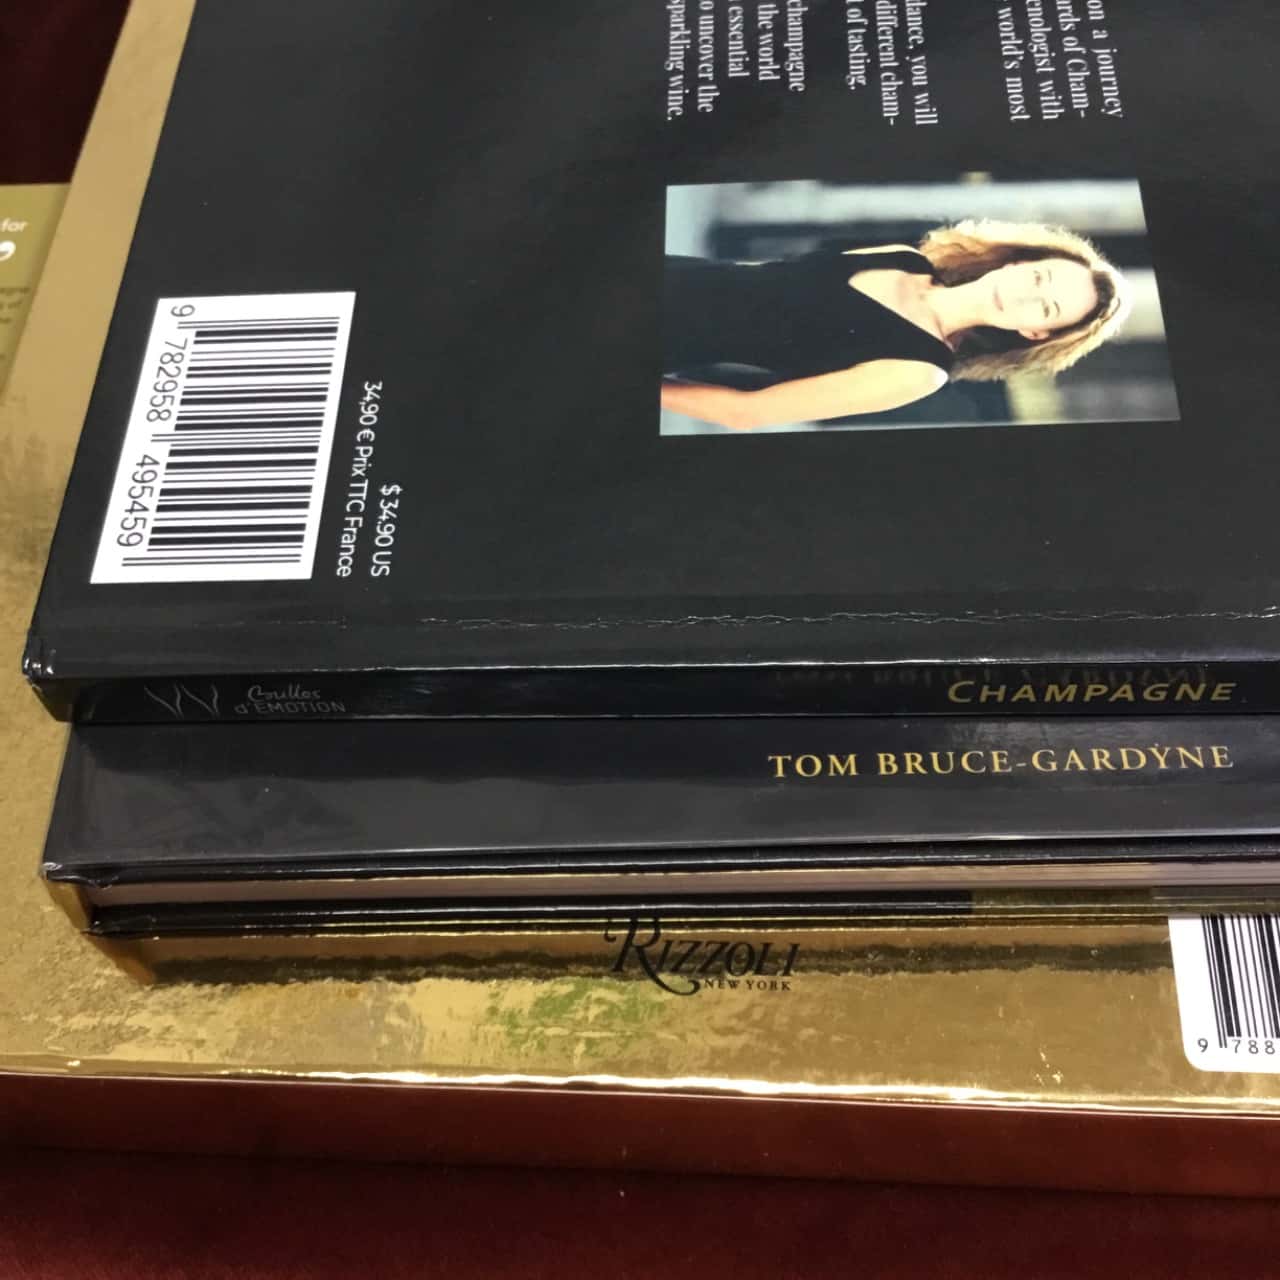 on a journey
ards of Cham-
enologist with
world's most
dance, you will
different cham-
of tasting.
champagne
the world
essential
o uncover the
sparkling wine.
$ 34.90 US
34,90 € Prix TTC France
9 782958 495459
Bulles
d'EMOTION
CHAMPAGNE
TOM BRUCE-GARDYNE
RIZZOLI
NEW YORK
9 788
for